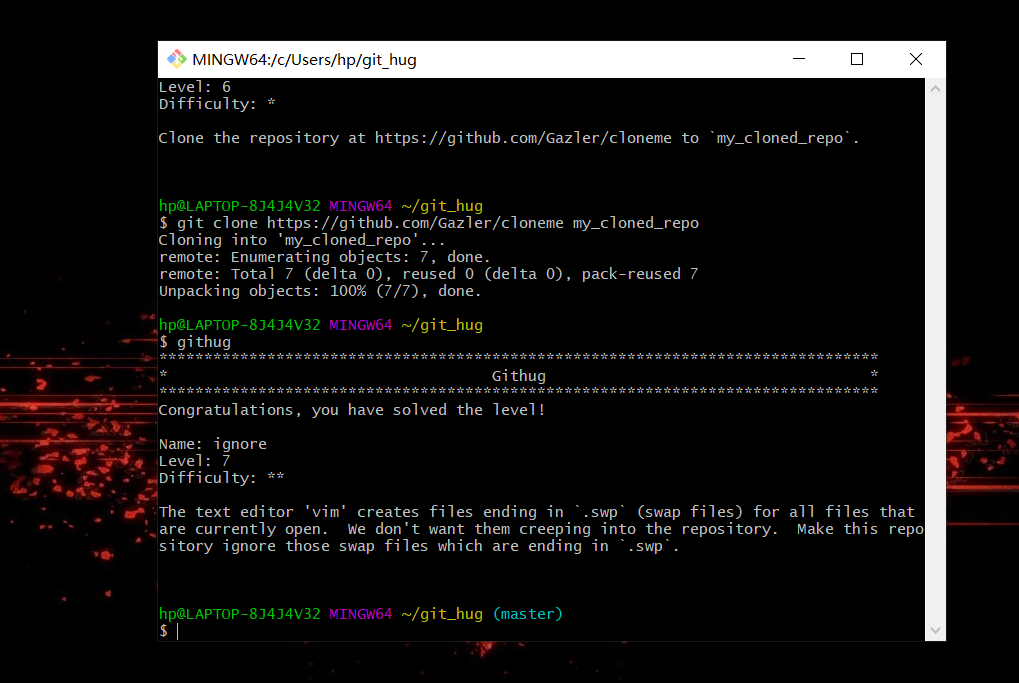 MINGW64:/c/Users/hp/git_hug
Level: 6
Difficulty: *
Clone the repository at https://github.com/Gazler/cloneme to `my_cloned_repo`.
hp@LAPTOP-8J4J4V32 MINGW64 ~/git_hug
$ git clone https://github.com/Gazler/cloneme my_cloned_repo
Cloning into 'my_cloned_repo'...
remote: Enumerating objects: 7, done.
remote: Total 7 (delta 0), reused 0 (delta 0), pack-reused 7
Unpacking objects: 100% (7/7), done.
hp@LAPTOP-8J4J4V32 MINGW64 ~/git_hug
$ githug
********************************************************************************
*                                    Githug                                    *
********************************************************************************
Congratulations, you have solved the level!
Name: ignore
Level: 7
Difficulty: **
The text editor 'vim' creates files ending in `.swp` (swap files) for all files that
are currently open.  We don't want them creeping into the repository.  Make this repo
sitory ignore those swap files which are ending in `.swp`.
hp@LAPTOP-8J4J4V32 MINGW64 ~/git_hug (master)
$